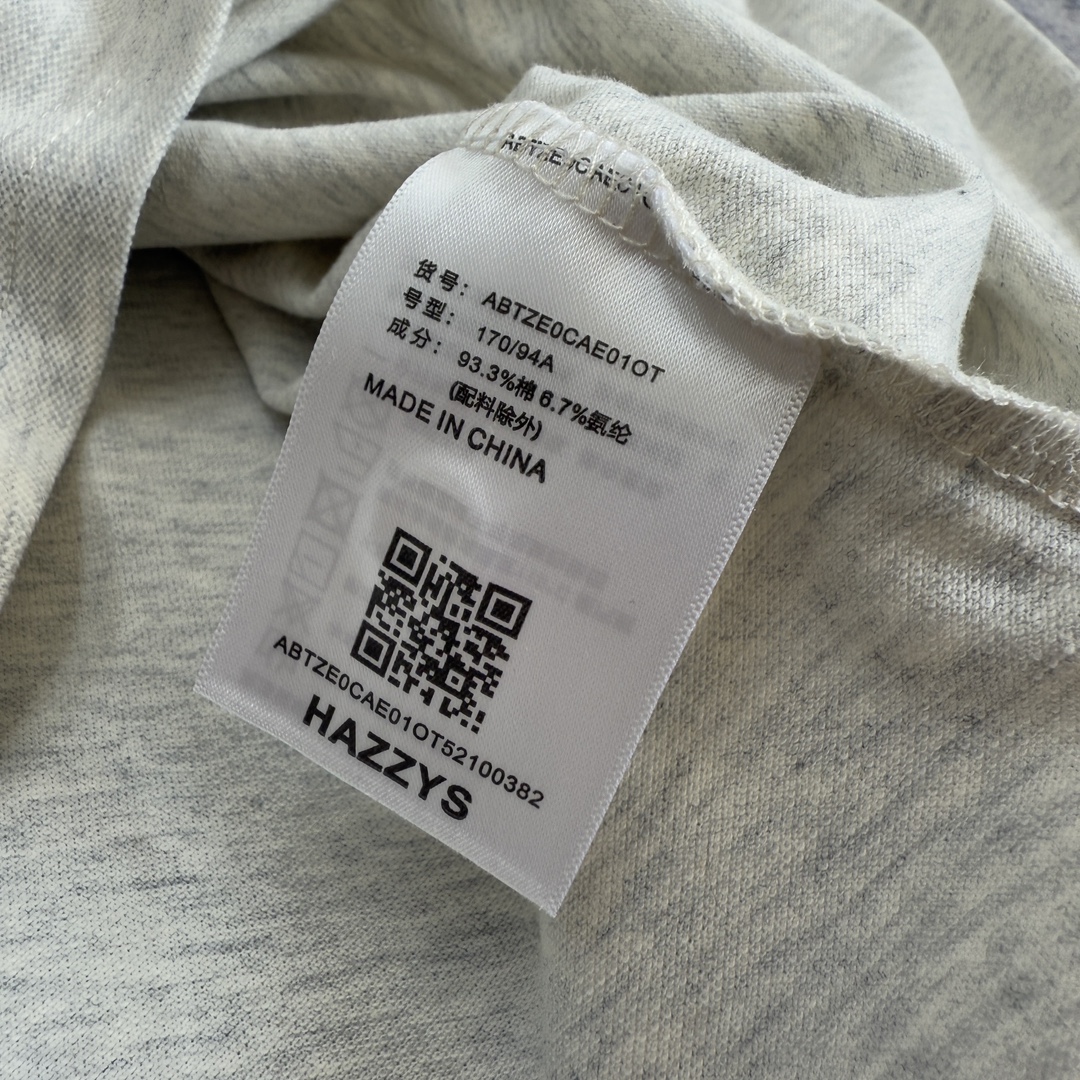 货号: ABTZE0CAE01OT
号型: 170/94A
成分: 93.3%棉 6.7%氨纶
(配料除外)
MADE IN CHINA
ABTZE0CAE01OT52100382
HAZZYS